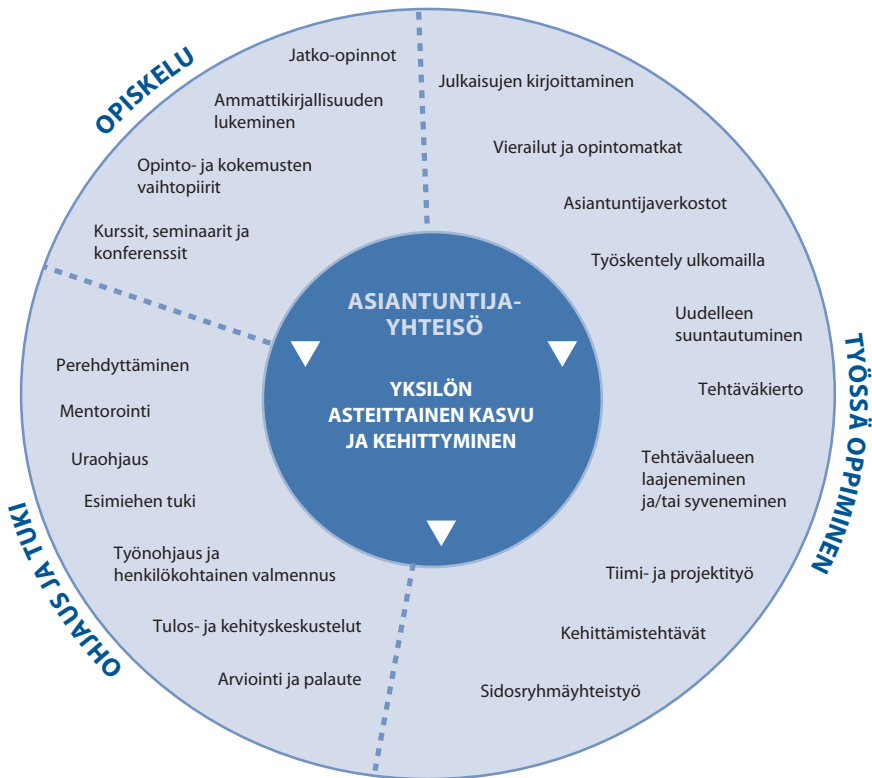 OPISKELU
Jatko-opinnot
Ammattikirjallisuuden
lukeminen
Opinto- ja kokemusten
vaihtopiirit
Kurssit, seminaarit ja
konferenssit
TYÖSSÄ OPPIMINEN
Julkaisujen kirjoittaminen
Vierailut ja opintomatkat
Asiantuntijaverkostot
Työskentely ulkomailla
Uudelleen
suuntautuminen
Tehtäväkierto
Tehtäväalueen
laajeneminen
ja/tai syveneminen
Tiimi- ja projektityö
Kehittämistehtävät
Sidosryhmäyhteistyö
OHJAUS JA TUKI
Perehdyttäminen
Mentorointi
Uraohjaus
Esimiehen tuki
Työnohjaus ja
henkilökohtainen valmennus
Tulos- ja kehityskeskustelut
Arviointi ja palaute
ASIANTUNTIJA-
YHTEISÖ
YKSILÖN
ASTEITTAINEN KASVU
JA KEHITTYMINEN